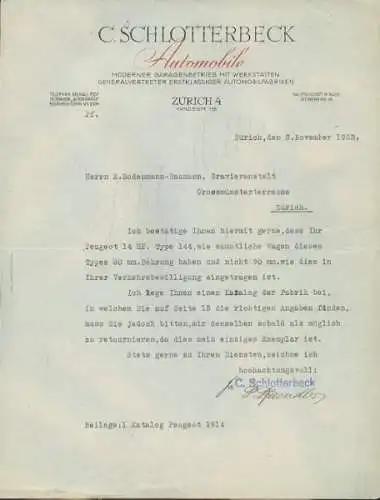 C. SCHLOTTERBECK
Automobile
MODERNER GARAGENBETRIEB MIT WERKSTÄTTEN
GENERALVERTRETER ERSTKLASSIGER AUTOMOBILFABRIKEN
ZÜRICH 4
Zürich, den 8.November 1923.
Herrn E.Bodenmann-Baumann, Gravieranstalt
Grossmünsterterrasse
Zürich.
Ich bestätige Ihnen hiermit gerne, dass Ihr
Peugeot 14 HP. Type 144, wie sämmtliche Wagen dieses
Types 80 mm.Bohrung haben und nicht 90 mm.wie dies in
Ihrer Verkehrsbewilligung eingetragen ist.
Ich lege Ihnen einen Katalog der Fabrik bei,
in welchem Sie auf Seite 15 die richtigen Angaben finden,
muss Sie jedoch bitten, mir denselben sobald als möglich
zu retournieren, da dies mein einziges Exemplar ist.
Stets gerne zu Ihren Diensten, zeichne ich
hochachtungsvoll:
C. Schlotterbeck
Beilage:1 Katalog Peugeot 1914